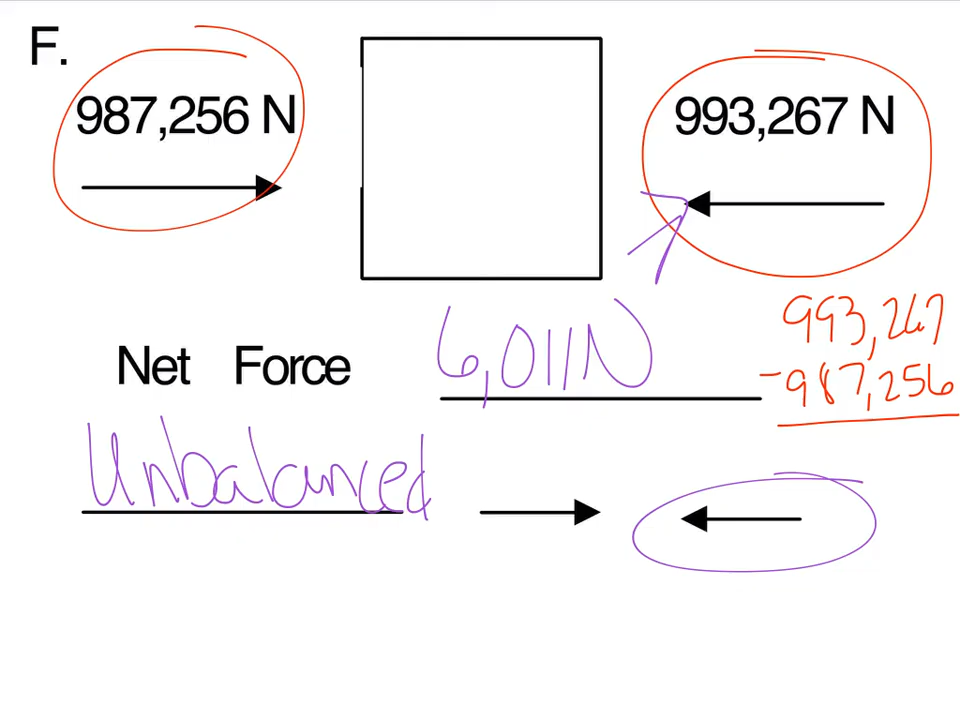 F.
987,256 N
993,267 N
993,267
-987,256
Net Force 6,011N
Unbalanced